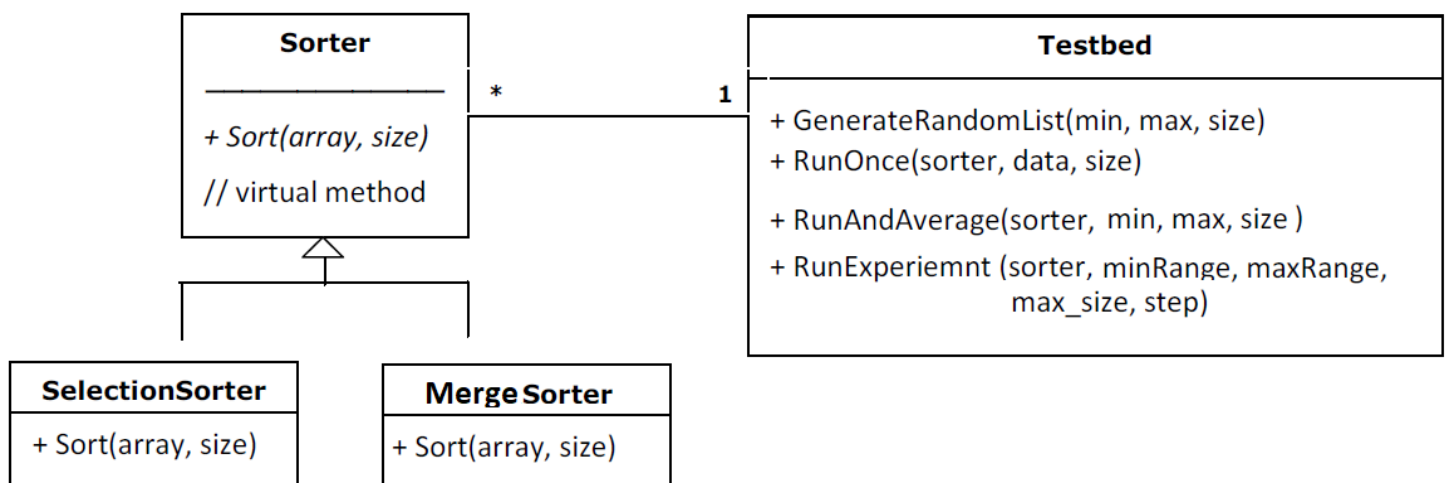 Sorter
+ Sort(array, size)
// virtual method
* 1
Testbed
+ GenerateRandomList(min, max, size)
+ RunOnce(sorter, data, size)
+ RunAndAverage(sorter, min, max, size )
+ RunExperiemnt (sorter, minRange, maxRange,
max_size, step)
SelectionSorter
+ Sort(array, size)
Merge Sorter
+ Sort(array, size)